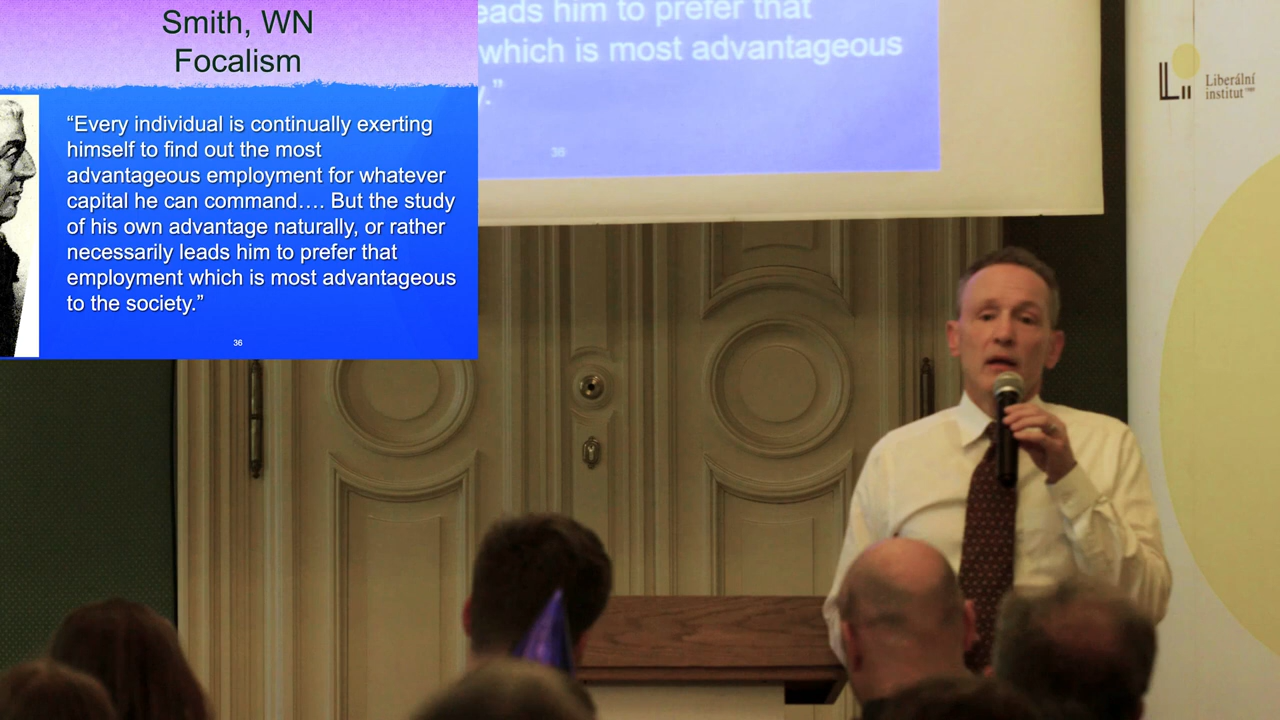 Smith, WN
Focalism
“Every individual is continually exerting
himself to find out the most
advantageous employment for whatever
capital he can command…. But the study
of his own advantage naturally, or rather
necessarily leads him to prefer that
employment which is most advantageous
to the society.”
36
eads him to prefer that
which is most advantageous
y.”
38
Liberální
institut